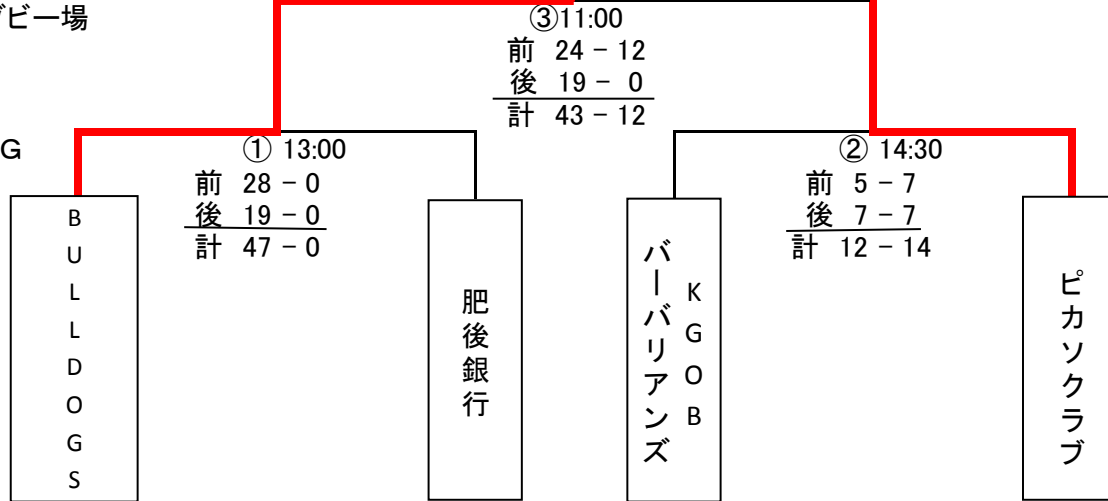 ビー場
③11:00
前 24 − 12
後 19 − 0
計 43 − 12
G
① 13:00
前 28 − 0
後 19 − 0
計 47 − 0
② 14:30
前 5 − 7
後 7 − 7
計 12 − 14
BULLDOGS
肥後銀行
KGOB
バーバリアンズ
ピカソクラブ